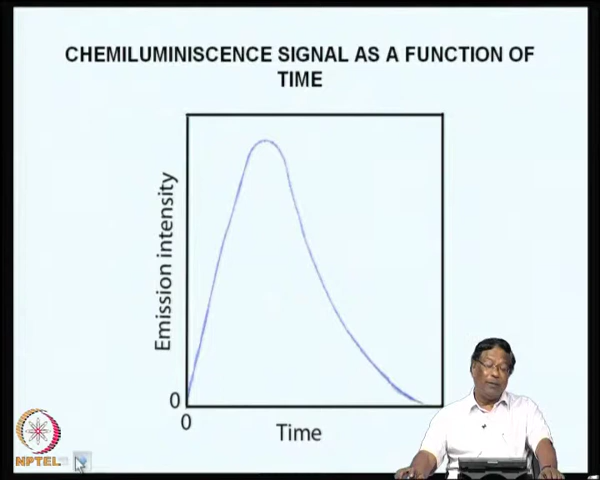 CHEMILUMINISCENCE SIGNAL AS A FUNCTION OF
TIME
Emission intensity
0
0
Time
NPTEL